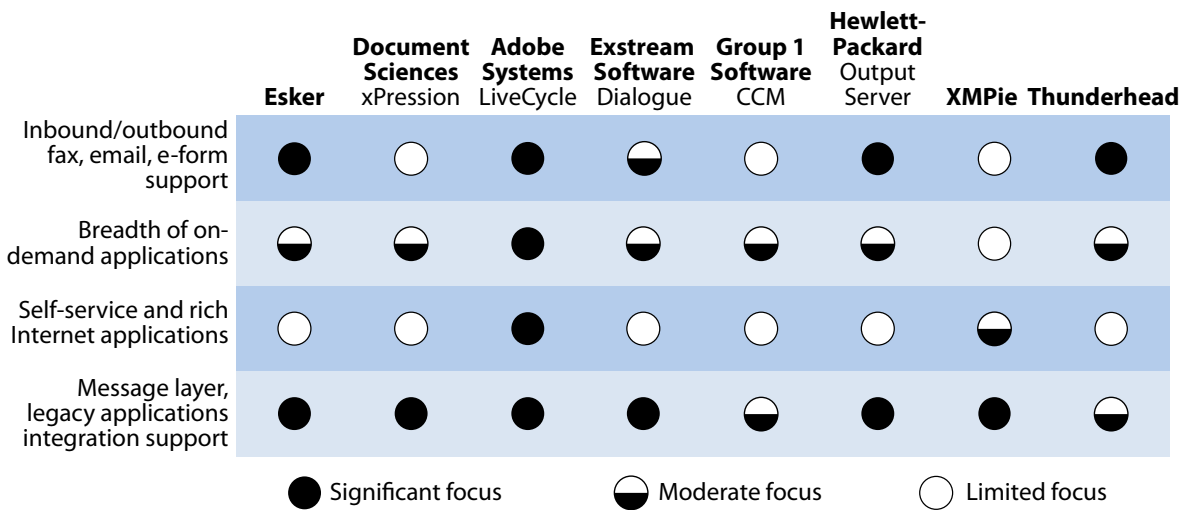 Hewlett-
Document Adobe Exstream Group 1 Packard
Sciences Systems Software Software Output
Esker xPression LiveCycle Dialogue CCM Server XMPie Thunderhead
Inbound/outbound
fax, email, e-form
support
Breadth of on-
demand applications
Self-service and rich
Internet applications
Message layer,
legacy applications
integration support
Significant focus Moderate focus Limited focus